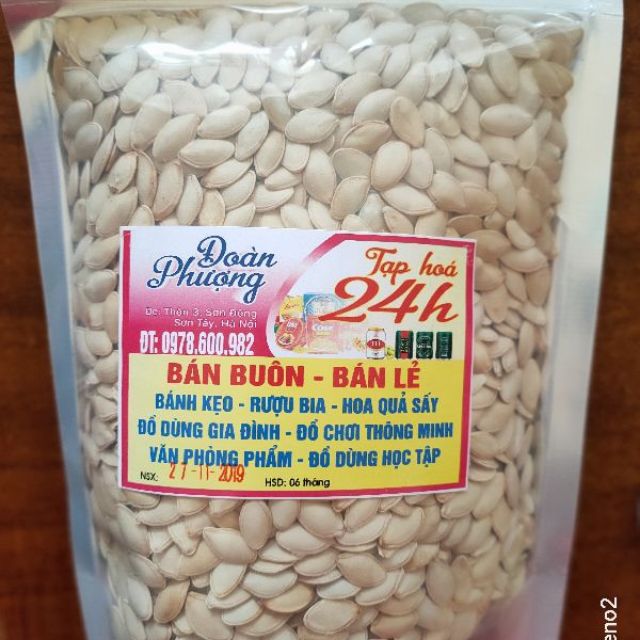 Đoàn
Phượng
Đc: Thôn 3, Sơn Đông
Sơn Tây, Hà Nội
ĐT: 0978.600.982
Tạp hoá
24h
BÁN BUÔN - BÁN LẺ
BÁNH KẸO - RƯỢU BIA - HOA QUẢ SẤY
ĐỒ DÙNG GIA ĐÌNH - ĐỒ CHƠI THÔNG MINH
VĂN PHÒNG PHẨM - ĐỒ DÙNG HỌC TẬP
NSX: 27-11-2019
HSD: 06 tháng
eno2